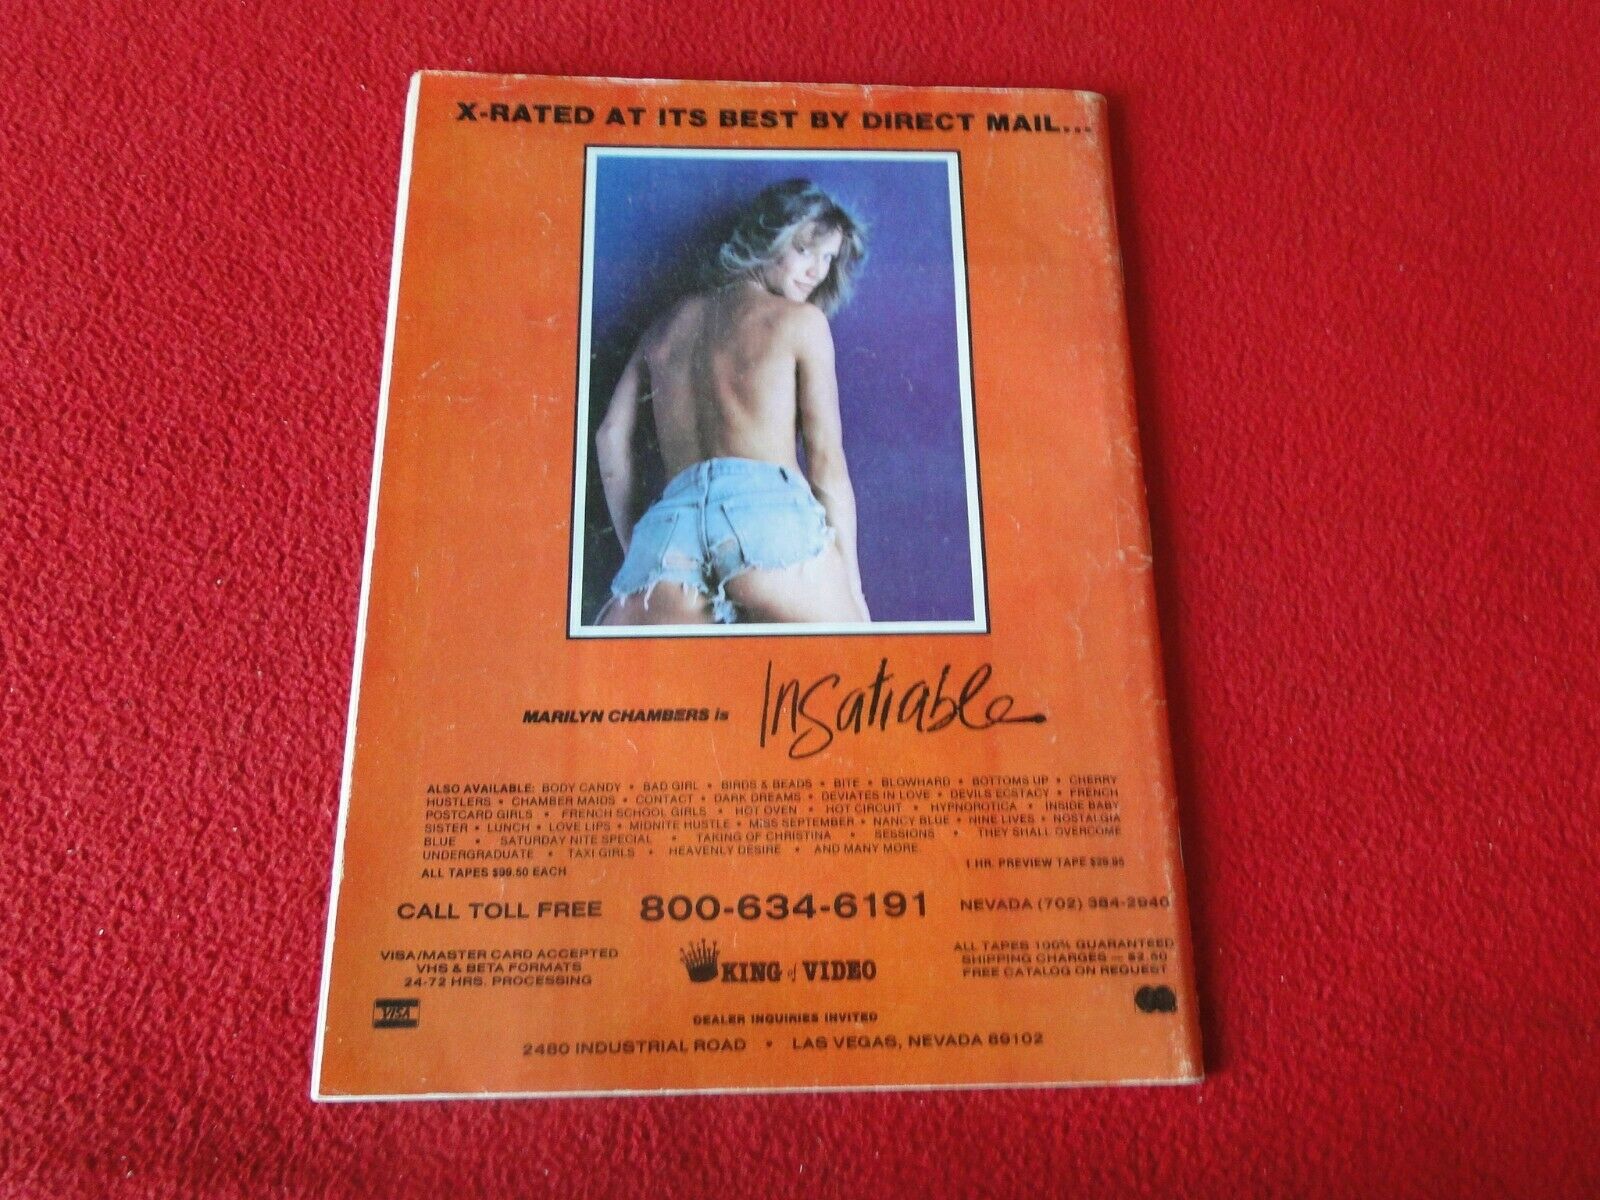 X-RATED AT ITS BEST BY DIRECT MAIL...
MARILYN CHAMBERS is Insatiable
ALSO AVAILABLE: BODY CANDY • BAD GIRL • BIRDS & BEADS • BITE • BLOWHARD • BOTTOMS UP • CHERRY
HUSTLERS • CHAMBER MAIDS • CONTACT • DARK DREAMS • DEVIATES IN LOVE • DEVILS ECSTACY • FRENCH
POSTCARD GIRLS • FRENCH SCHOOL GIRLS • HOT OVEN • HOT CIRCUIT • HYPNOROTICA • INSIDE BABY
SISTER • LUNCH • LOVE LIPS • MIDNITE HUSTLE • MISS SEPTEMBER • NANCY BLUE • NINE LIVES • NOSTALGIA
BLUE • SATURDAY NITE SPECIAL • TAKING OF CHRISTINA • SESSIONS • THEY SHALL OVERCOME
UNDERGRADUATE • TAXI GIRLS • HEAVENLY DESIRE • AND MANY MORE.
ALL TAPES $99.50 EACH
1 HR. PREVIEW TAPE $29.95
CALL TOLL FREE 800-634-6191 NEVADA (702) 384-2940
VISA/MASTER CARD ACCEPTED
VHS & BETA FORMATS
24-72 HRS. PROCESSING
KING of VIDEO
ALL TAPES 100% GUARANTEED
SHIPPING CHARGES — $3.50
FREE CATALOG ON REQUEST
VISA
DEALER INQUIRIES INVITED
2480 INDUSTRIAL ROAD • LAS VEGAS, NEVADA 89102